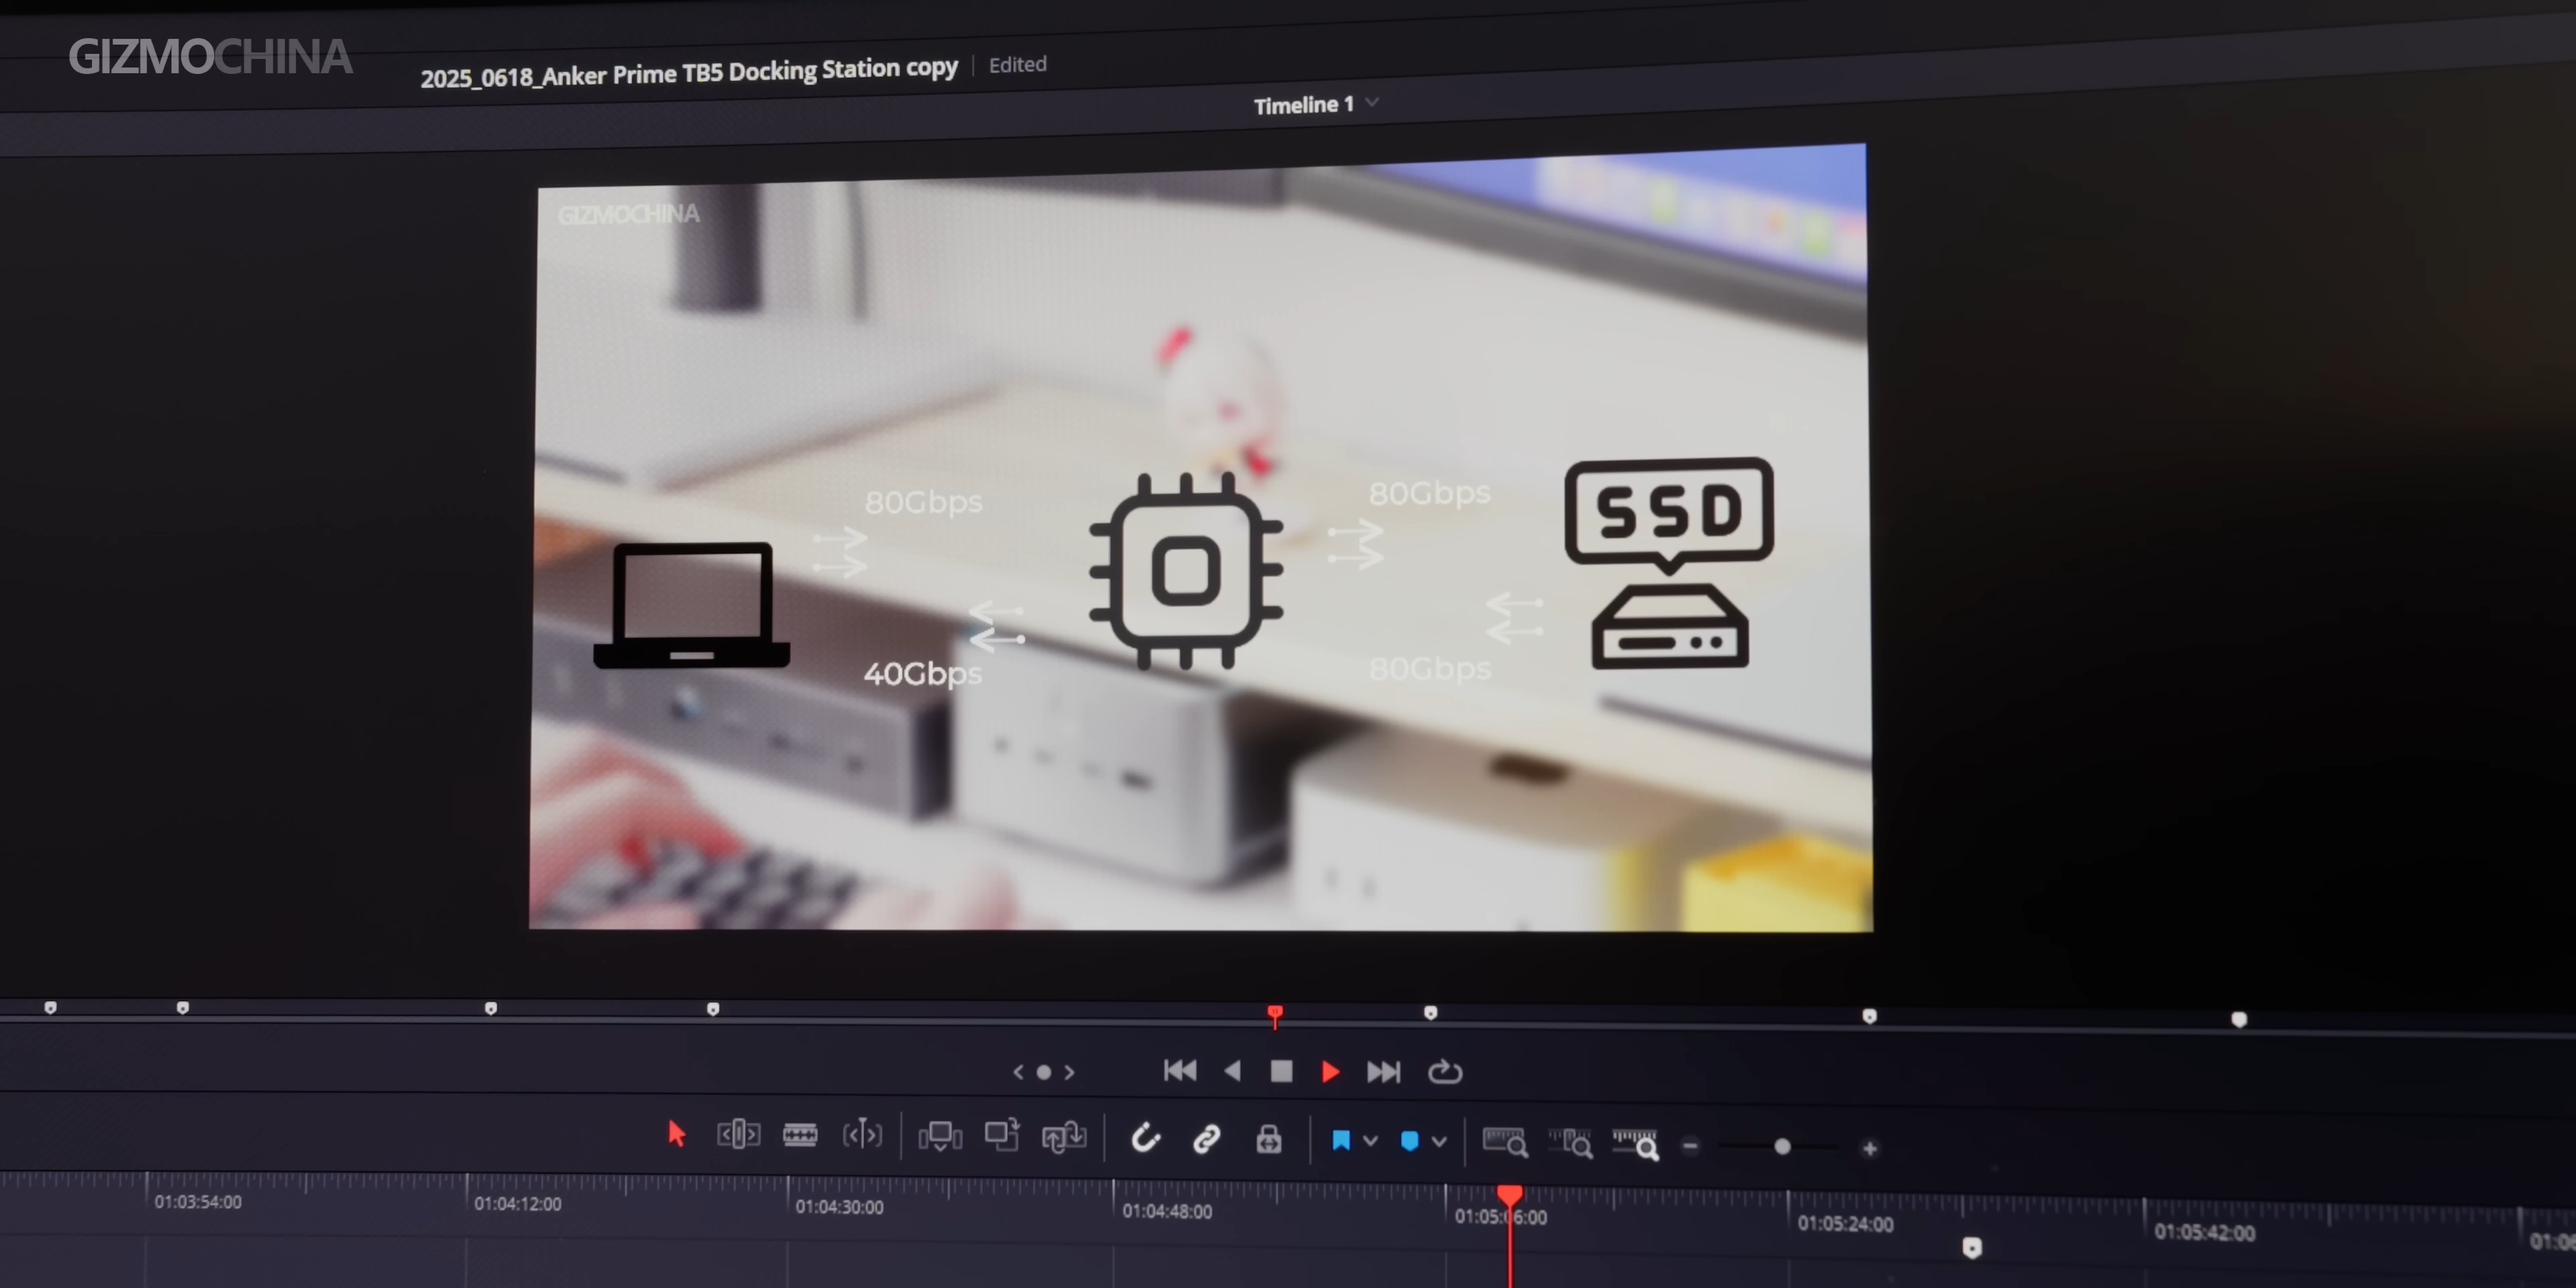 GIZMOCHINA
2025_0618_Anker Prime TB5 Docking Station copy | Edited
Timeline 1
GIZMOCHINA
80Gbps
80Gbps
SSD
40Gbps
80Gbps
01:03:54:00
01:04:12:00
01:04:30:00
01:04:48:00
01:05:06:00
01:05:24:00
01:05:42:00